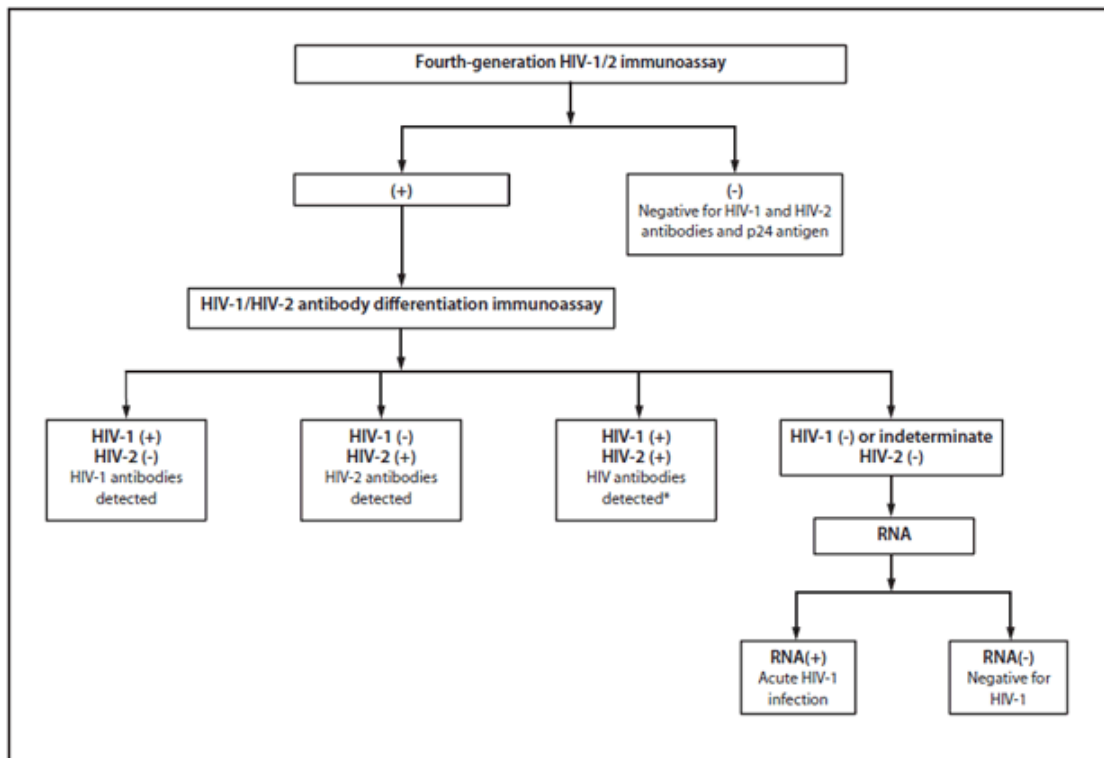 Fourth-generation HIV-1/2 immunoassay
(+)
(-)
Negative for HIV-1 and HIV-2
antibodies and p24 antigen
HIV-1/HIV-2 antibody differentiation immunoassay
HIV-1 (+)
HIV-2 (-)
HIV-1 antibodies
detected
HIV-1 (-)
HIV-2 (+)
HIV-2 antibodies
detected
HIV-1 (+)
HIV-2 (+)
HIV antibodies
detected*
HIV-1 (-) or indeterminate
HIV-2 (-)
RNA
RNA(+)
Acute HIV-1
infection
RNA(-)
Negative for
HIV-1